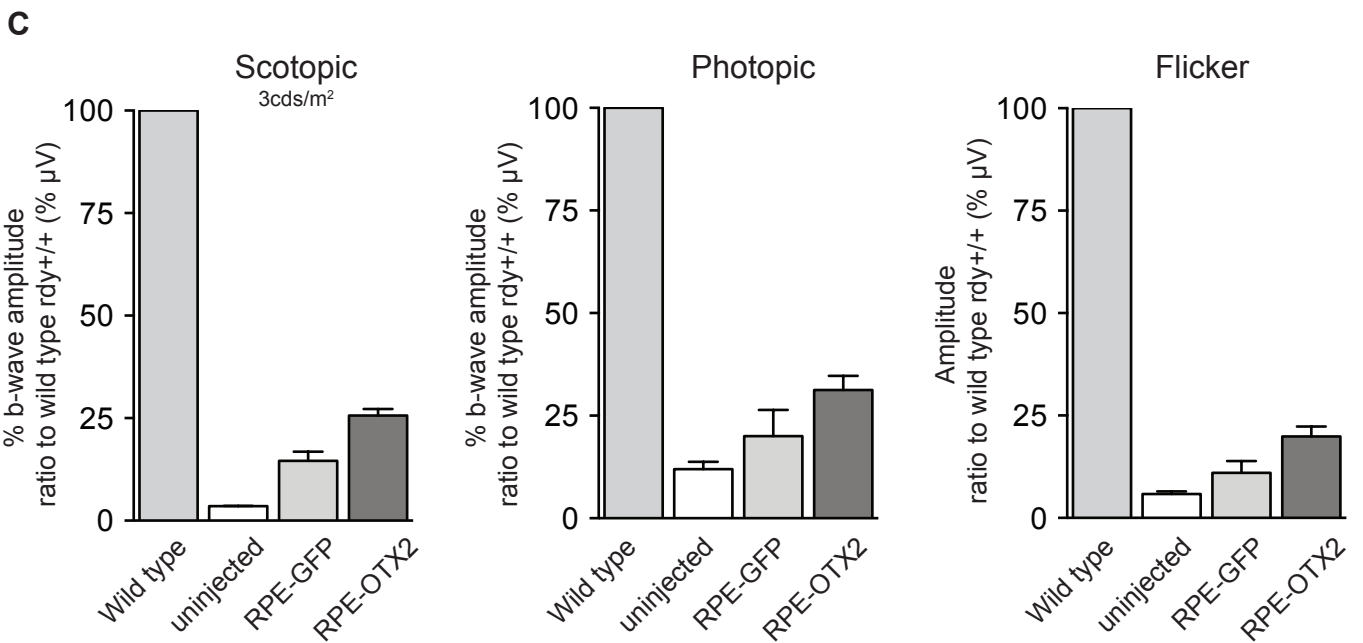 C
Scotopic
3cds/m²
% b-wave amplitude
ratio to wild type rdy+/+ (% µV)
100
75
50
25
0
Wild type
uninjected
RPE-GFP
RPE-OTX2
Photopic
% b-wave amplitude
ratio to wild type rdy+/+ (% µV)
100
75
50
25
0
Wild type
uninjected
RPE-GFP
RPE-OTX2
Flicker
Amplitude
ratio to wild type rdy+/+ (% µV)
100
75
50
25
0
Wild type
uninjected
RPE-GFP
RPE-OTX2